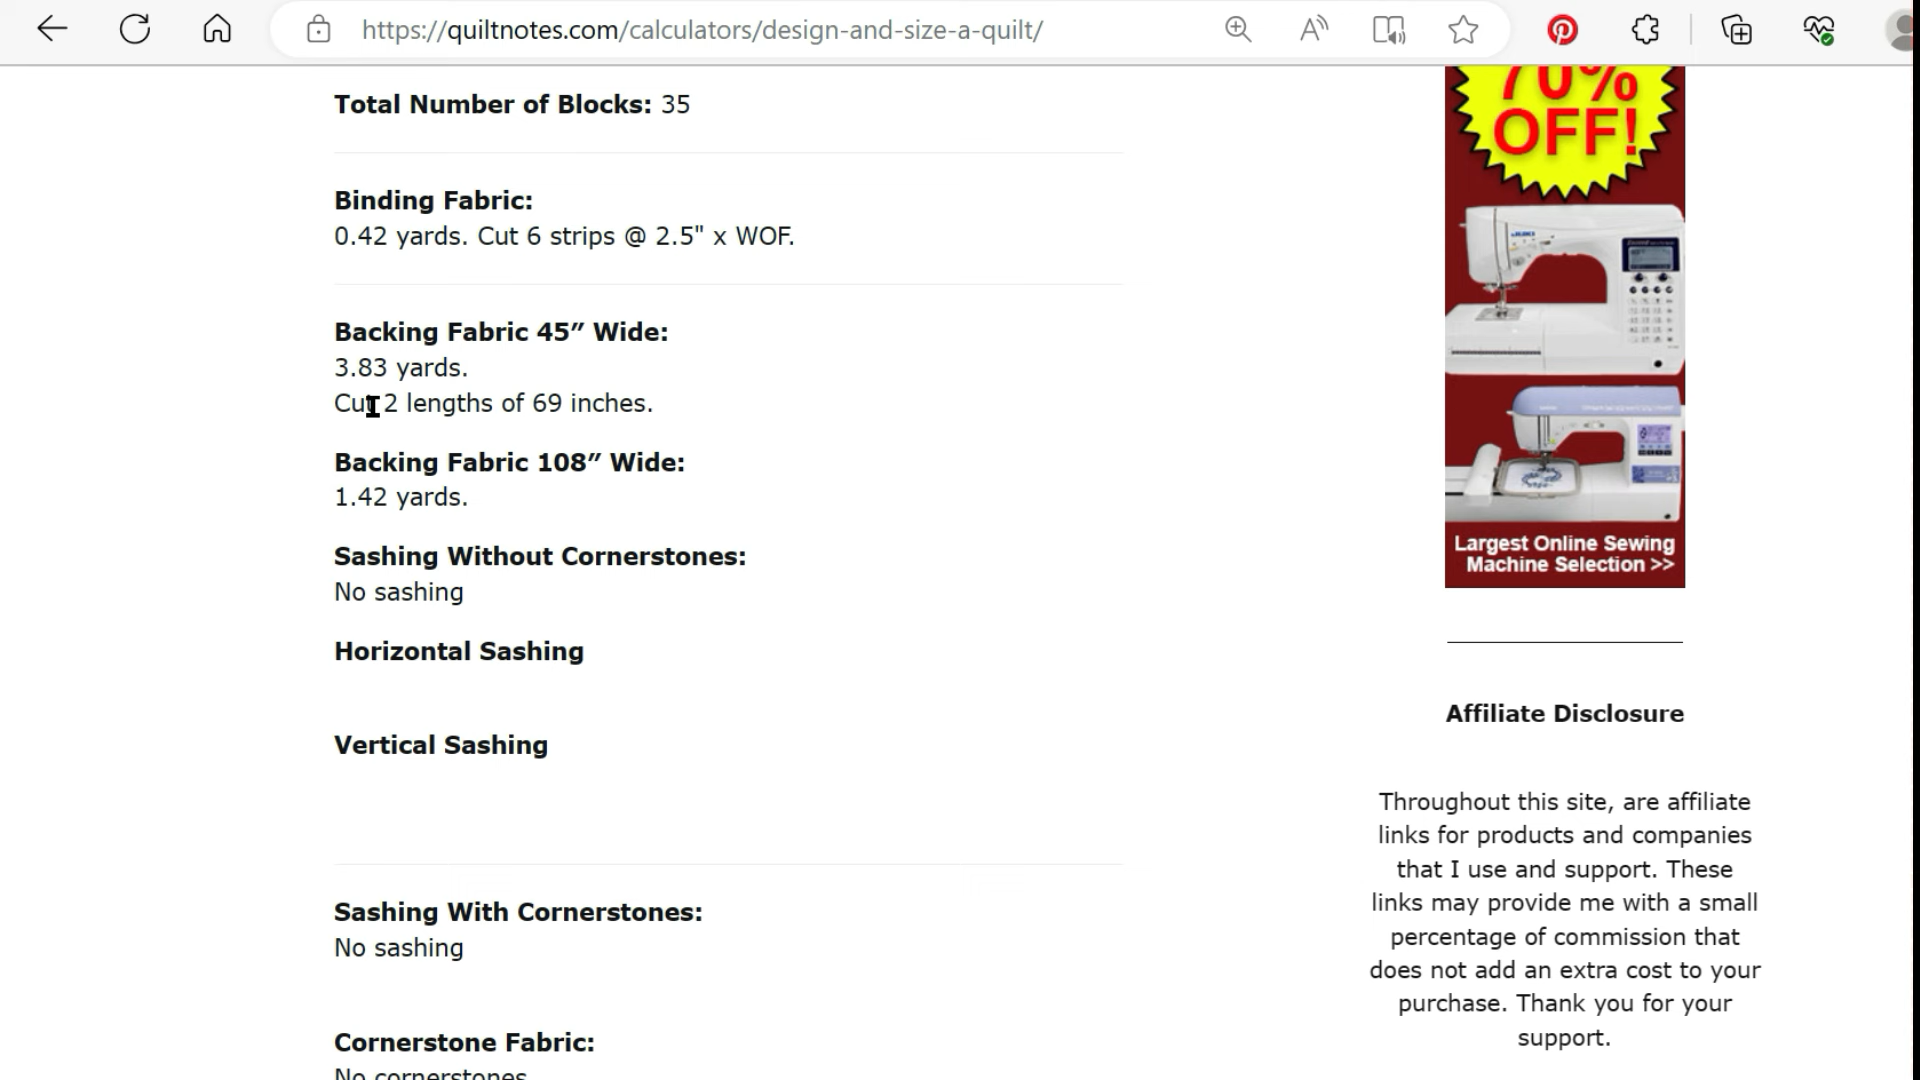 https://quiltnotes.com/calculators/design-and-size-a-quilt/
Total Number of Blocks: 35
Binding Fabric:
0.42 yards. Cut 6 strips @ 2.5" x WOF.
Backing Fabric 45” Wide:
3.83 yards.
Cut 2 lengths of 69 inches.
Backing Fabric 108” Wide:
1.42 yards.
Sashing Without Cornerstones:
No sashing
Horizontal Sashing
Vertical Sashing
Sashing With Cornerstones:
No sashing
Cornerstone Fabric:
No cornerstones
70%
OFF!
JUKI
Largest Online Sewing
Machine Selection >>
Affiliate Disclosure
Throughout this site, are affiliate
links for products and companies
that I use and support. These
links may provide me with a small
percentage of commission that
does not add an extra cost to your
purchase. Thank you for your
support.